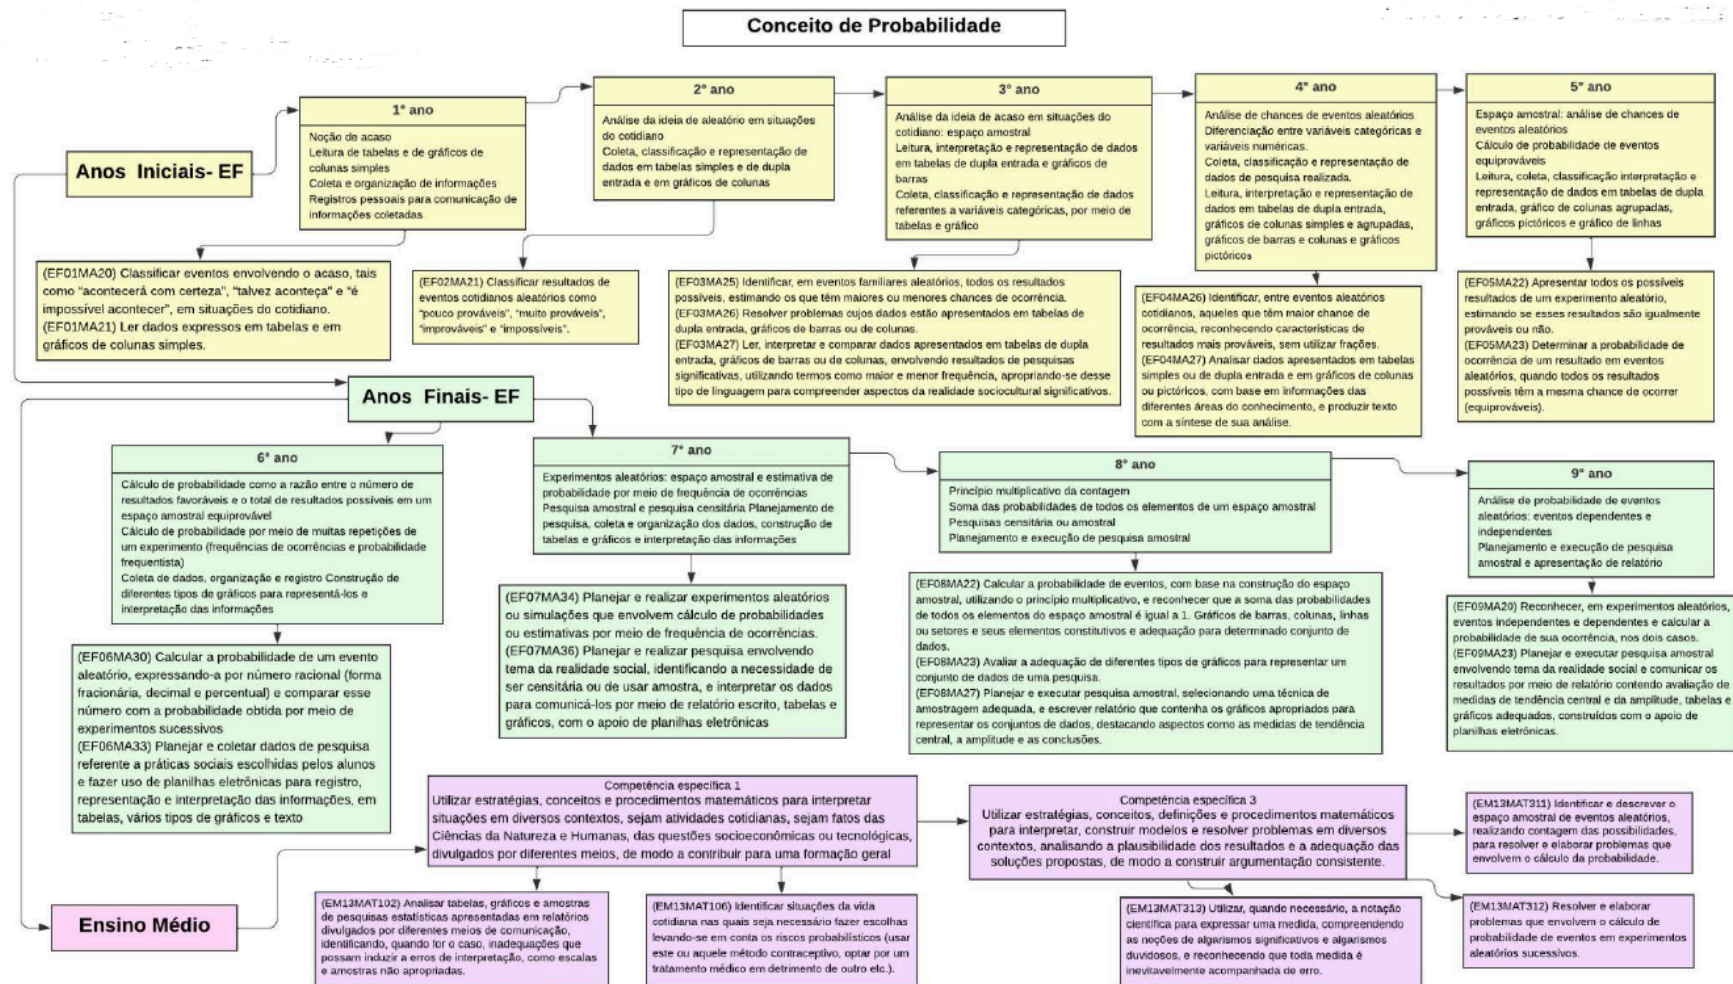 Conceito de Probabilidade
Anos Iniciais- EF
1° ano
Noção de acaso
Leitura de tabelas e de gráficos de
colunas simples
Coleta e organização de informações
Registros pessoais para comunicação de
informações coletadas
2° ano
Análise da ideia de aleatório em situações
do cotidiano
Coleta, classificação e representação de
dados em tabelas simples e de dupla
entrada e em gráficos de colunas
3° ano
Análise da ideia de acaso em situações do
cotidiano: espaço amostral
Leitura, interpretação e representação de dados
em tabelas de dupla entrada e gráficos de
barras
Coleta, classificação e representação de dados
referentes a variáveis categóricas, por meio de
tabelas e gráfico
4° ano
Análise de chances de eventos aleatórios
Diferenciação entre variáveis categóricas e
variáveis numéricas.
Coleta, classificação e representação de
dados de pesquisa realizada.
Leitura, interpretação e representação de
dados em tabelas de dupla entrada,
gráficos de colunas simples e agrupadas,
gráficos de barras e colunas e gráficos
pictóricos
5° ano
Espaço amostral: análise de chances de
eventos aleatórios
Cálculo de probabilidade de eventos
equiprováveis
Leitura, coleta, classificação interpretação e
representação de dados em tabelas de dupla
entrada, gráfico de colunas agrupadas,
gráficos pictóricos e gráfico de linhas
(EF01MA20) Classificar eventos envolvendo o acaso, tais
como "acontecerá com certeza", "talvez aconteça" e "é
impossível acontecer", em situações do cotidiano.
(EF01MA21) Ler dados expressos em tabelas e em
gráficos de colunas simples.
(EF02MA21) Classificar resultados de
eventos cotidianos aleatórios como
"pouco prováveis", "muito prováveis",
"improváveis" e "impossíveis".
(EF03MA25) Identificar, em eventos familiares aleatórios, todos os resultados
possíveis, estimando os que têm maiores ou menores chances de ocorrência.
(EF03MA26) Resolver problemas cujos dados estão apresentados em tabelas de
dupla entrada, gráficos de barras ou de colunas.
(EF03MA27) Ler, interpretar e comparar dados apresentados em tabelas de dupla
entrada, gráficos de barras ou de colunas, envolvendo resultados de pesquisas
significativas, utilizando termos como maior e menor frequência, apropriando-se desse
tipo de linguagem para compreender aspectos da realidade sociocultural significativos.
(EF04MA26) Identificar, entre eventos aleatórios
cotidianos, aqueles que têm maior chance de
ocorrência, reconhecendo características de
resultados mais prováveis, sem utilizar frações.
(EF04MA27) Analisar dados apresentados em tabelas
simples ou de dupla entrada e em gráficos de colunas
ou pictóricos, com base em informações das
diferentes áreas do conhecimento, e produzir texto
com a síntese de sua análise.
(EF05MA22) Apresentar todos os possíveis
resultados de um experimento aleatório,
estimando se esses resultados são igualmente
prováveis ou não.
(EF05MA23) Determinar a probabilidade de
ocorrência de um resultado em eventos
aleatórios, quando todos os resultados
possíveis têm a mesma chance de ocorrer
(equiprováveis).
Anos Finais- EF
6° ano
Cálculo de probabilidade como a razão entre o número de
resultados favoráveis e o total de resultados possíveis em um
espaço amostral equiprovável
Cálculo de probabilidade por meio de muitas repetições de
um experimento (frequências de ocorrências e probabilidade
frequentista)
Coleta de dados, organização e registro Construção de
diferentes tipos de gráficos para representá-los e
interpretação das informações
7° ano
Experimentos aleatórios: espaço amostral e estimativa de
probabilidade por meio de frequência de ocorrências
Pesquisa amostral e pesquisa censitária Planejamento de
pesquisa, coleta e organização dos dados, construção de
tabelas e gráficos e interpretação das informações
8° ano
Princípio multiplicativo da contagem
Soma das probabilidades de todos os elementos de um espaço amostral
Pesquisas censitária ou amostral
Planejamento e execução de pesquisa amostral
9° ano
Análise de probabilidade de eventos
aleatórios: eventos dependentes e
independentes
Planejamento e execução de pesquisa
amostral e apresentação de relatório
(EF06MA30) Calcular a probabilidade de um evento
aleatório, expressando-a por número racional (forma
fracionária, decimal e percentual) e comparar esse
número com a probabilidade obtida por meio de
experimentos sucessivos
(EF06MA33) Planejar e coletar dados de pesquisa
referente a práticas sociais escolhidas pelos alunos
e fazer uso de planilhas eletrônicas para registro,
representação e interpretação das informações, em
tabelas, vários tipos de gráficos e texto
(EF07MA34) Planejar e realizar experimentos aleatórios
ou simulações que envolvem cálculo de probabilidades
ou estimativas por meio de frequência de ocorrências.
(EF07MA36) Planejar e realizar pesquisa envolvendo
tema da realidade social, identificando a necessidade de
ser censitária ou de usar amostra, e interpretar os dados
para comunicá-los por meio de relatório escrito, tabelas e
gráficos, com o apoio de planilhas eletrônicas
(EF08MA22) Calcular a probabilidade de eventos, com base na construção do espaço
amostral, utilizando o princípio multiplicativo, e reconhecer que a soma das probabilidades
de todos os elementos do espaço amostral é igual a 1. Gráficos de barras, colunas, linhas
ou setores e seus elementos constitutivos e adequação para determinado conjunto de
dados.
(EF08MA23) Avaliar a adequação de diferentes tipos de gráficos para representar um
conjunto de dados de uma pesquisa.
(EF08MA27) Planejar e executar pesquisa amostral, selecionando uma técnica de
amostragem adequada, e escrever relatório que contenha os gráficos apropriados para
representar os conjuntos de dados, destacando aspectos como as medidas de tendência
central, a amplitude e as conclusões.
(EF09MA20) Reconhecer, em experimentos aleatórios,
eventos independentes e dependentes e calcular a
probabilidade de sua ocorrência, nos dois casos.
(EF09MA23) Planejar e executar pesquisa amostral
envolvendo tema da realidade social e comunicar os
resultados por meio de relatório contendo avaliação de
medidas de tendência central e da amplitude, tabelas e
gráficos adequados, construídos com o apoio de
planilhas eletrônicas.
Ensino Médio
Competência específica 1
Utilizar estratégias, conceitos e procedimentos matemáticos para interpretar
situações em diversos contextos, sejam atividades cotidianas, sejam fatos das
Ciências da Natureza e Humanas, das questões socioeconômicas ou tecnológicas,
divulgados por diferentes meios, de modo a contribuir para uma formação geral
Competência específica 3
Utilizar estratégias, conceitos, definições e procedimentos matemáticos
para interpretar, construir modelos e resolver problemas em diversos
contextos, analisando a plausibilidade dos resultados e a adequação das
soluções propostas, de modo a construir argumentação consistente.
(EM13MAT311) Identificar e descrever o
espaço amostral de eventos aleatórios,
realizando contagem das possibilidades,
para resolver e elaborar problemas que
envolvem o cálculo da probabilidade.
(EM13MAT102) Analisar tabelas, gráficos e amostras
de pesquisas estatísticas apresentadas em relatórios
divulgados por diferentes meios de comunicação,
identificando, quando for o caso, inadequações que
possam induzir a erros de interpretação, como escalas
e amostras não apropriadas.
(EM13MAT106) Identificar situações da vida
cotidiana nas quais seja necessário fazer escolhas
levando-se em conta os riscos probabilísticos (usar
este ou aquele método contraceptivo, optar por um
tratamento médico em detrimento de outro etc.).
(EM13MAT313) Utilizar, quando necessário, a notação
científica para expressar uma medida, compreendendo
as noções de algarismos significativos e algarismos
duvidosos, e reconhecendo que toda medida é
inevitavelmente acompanhada de erro.
(EM13MAT312) Resolver e elaborar
problemas que envolvem o cálculo de
probabilidade de eventos em experimentos
aleatórios sucessivos.